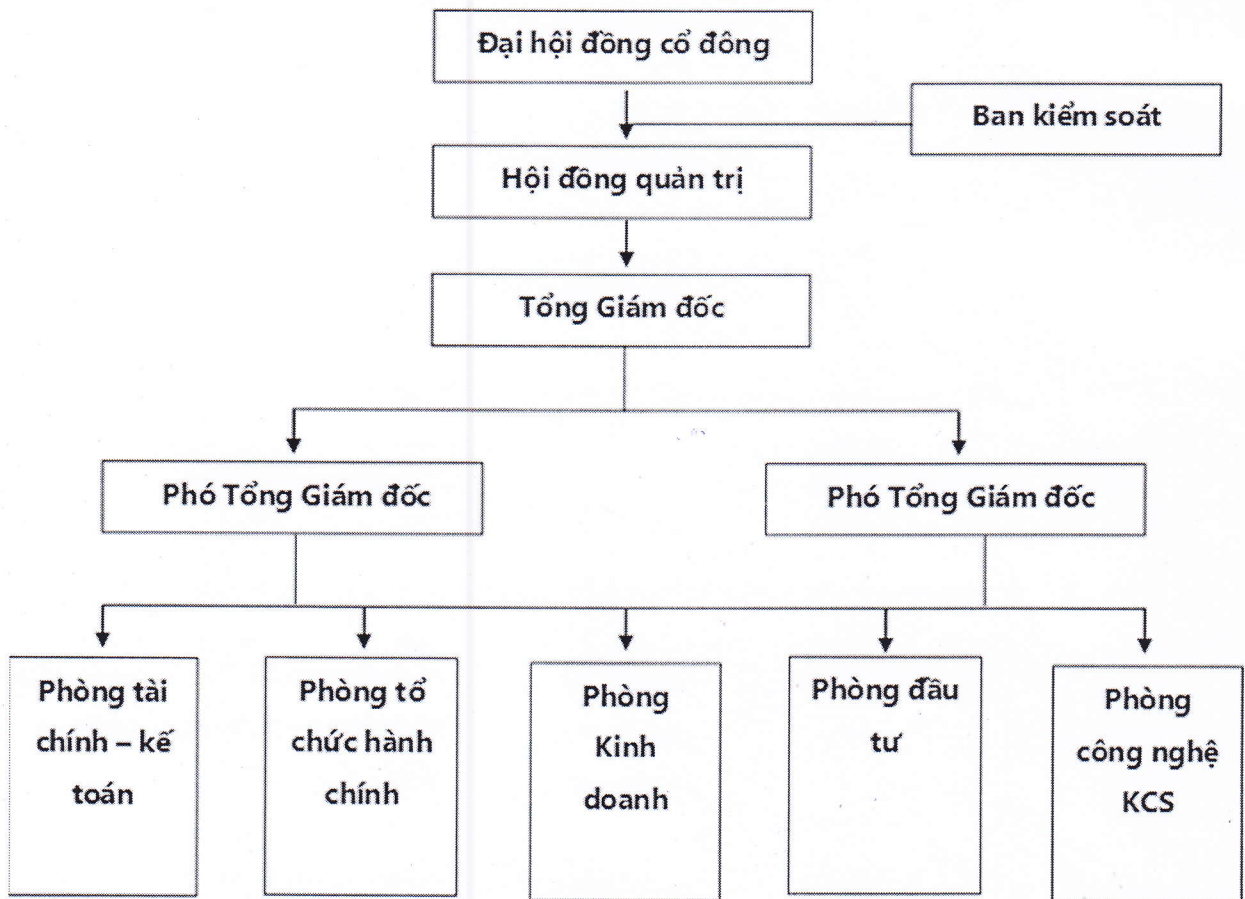 Đại hội đồng cổ đông
Ban kiểm soát
Hội đồng quản trị
Tổng Giám đốc
Phó Tổng Giám đốc
Phó Tổng Giám đốc
Phòng tài
chính – kế
toán
Phòng tổ
chức hành
chính
Phòng
Kinh
doanh
Phòng đầu
tư
Phòng
công nghệ
KCS